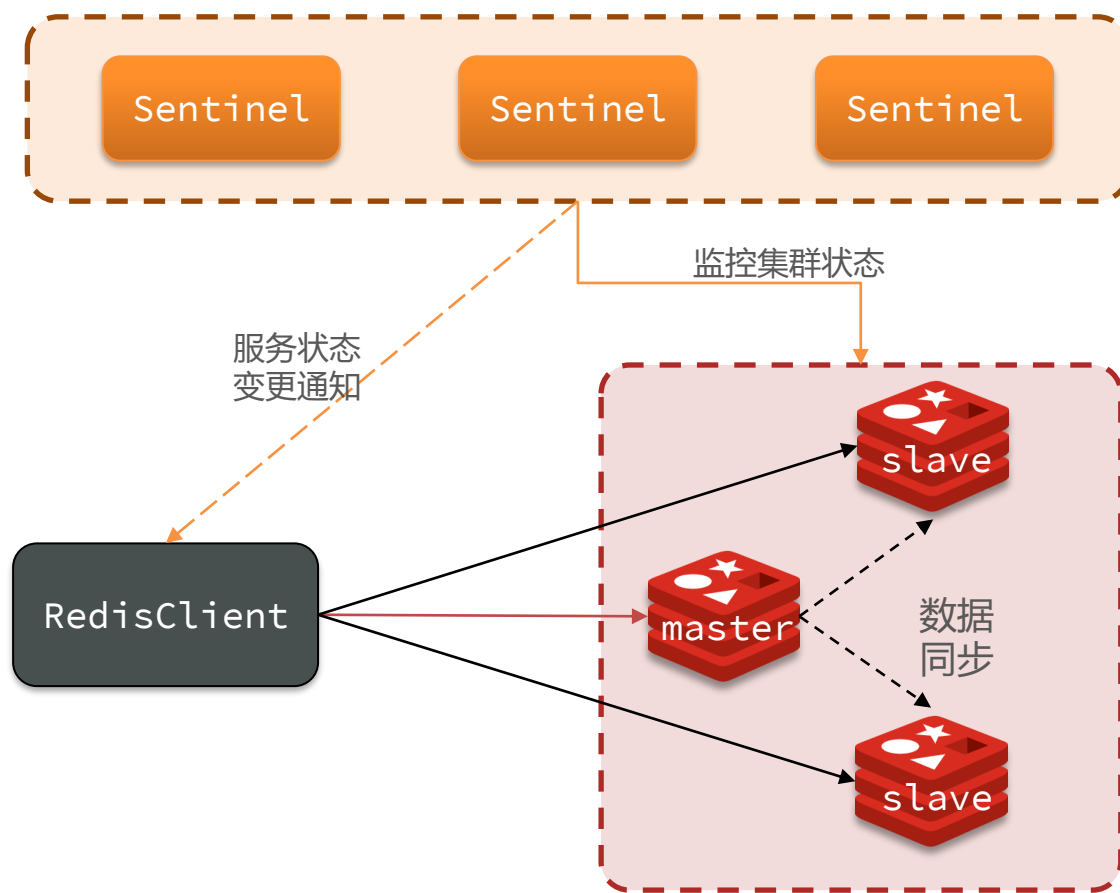 Sentinel
Sentinel
Sentinel
监控集群状态
服务状态
变更通知
slave
RedisClient
master
数据
同步
slave